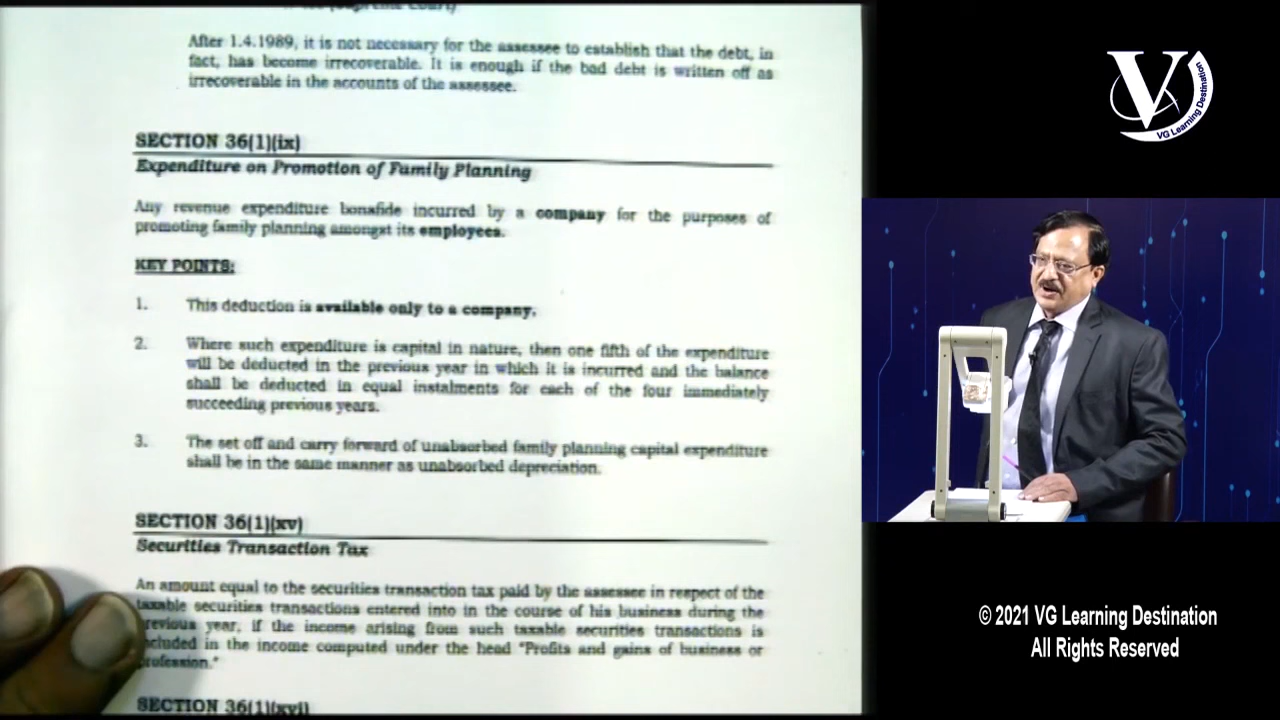 (Supreme Court)
After 1.4.1989, it is not necessary for the assessee to establish that the debt, in
fact, has become irrecoverable. It is enough if the bad debt is written off as
irrecoverable in the accounts of the assessee.
SECTION 36(1)(ix)
Expenditure on Promotion of Family Planning
Any revenue expenditure bonafide incurred by a company for the purposes of
promoting family planning amongst its employees.
KEY POINTS:
1. This deduction is available only to a company.
2. Where such expenditure is capital in nature, then one fifth of the expenditure
will be deducted in the previous year in which it is incurred and the balance
shall be deducted in equal instalments for each of the four immediately
succeeding previous years.
3. The set off and carry forward of unabsorbed family planning capital expenditure
shall be in the same manner as unabsorbed depreciation.
SECTION 36(1)(xv)
Securities Transaction Tax
An amount equal to the securities transaction tax paid by the assessee in respect of the
taxable securities transactions entered into in the course of his business during the
previous year, if the income arising from such taxable securities transactions is
included in the income computed under the head "Profits and gains of business or
profession."
SECTION 36(1)(xvi)
V
VG Learning Destination
© 2021 VG Learning Destination
All Rights Reserved